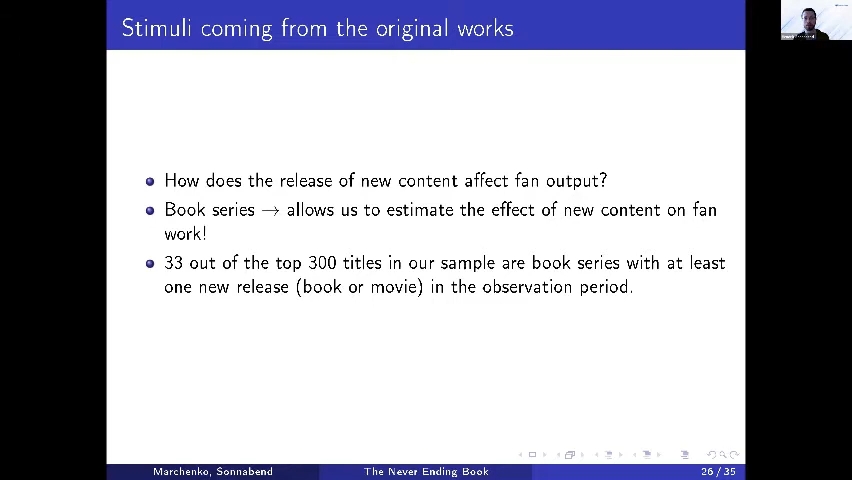 Stimuli coming from the original works
How does the release of new content affect fan output?
Book series → allows us to estimate the effect of new content on fan
work!
33 out of the top 300 titles in our sample are book series with at least
one new release (book or movie) in the observation period.
Marchenko, Sonnabend The Never Ending Book 26 / 35